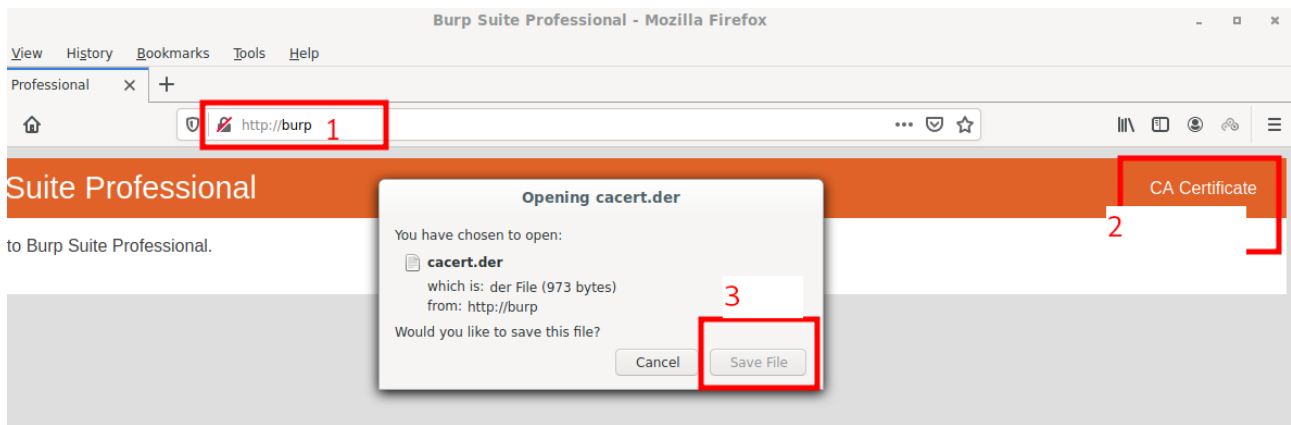 Burp Suite Professional - Mozilla Firefox
View History Bookmarks Tools Help
Professional
http://burp 1
Suite Professional
CA Certificate
2
to Burp Suite Professional.
Opening cacert.der
You have chosen to open:
cacert.der
which is: der File (973 bytes)
from: http://burp
3
Would you like to save this file?
Cancel Save File